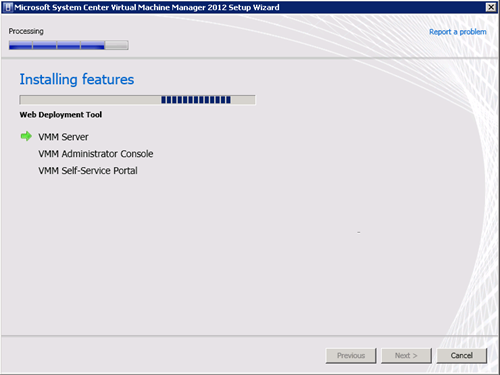 Microsoft System Center Virtual Machine Manager 2012 Setup Wizard
Processing
Report a problem
Installing features
Web Deployment Tool
VMM Server
VMM Administrator Console
VMM Self-Service Portal
Previous
Next >
Cancel